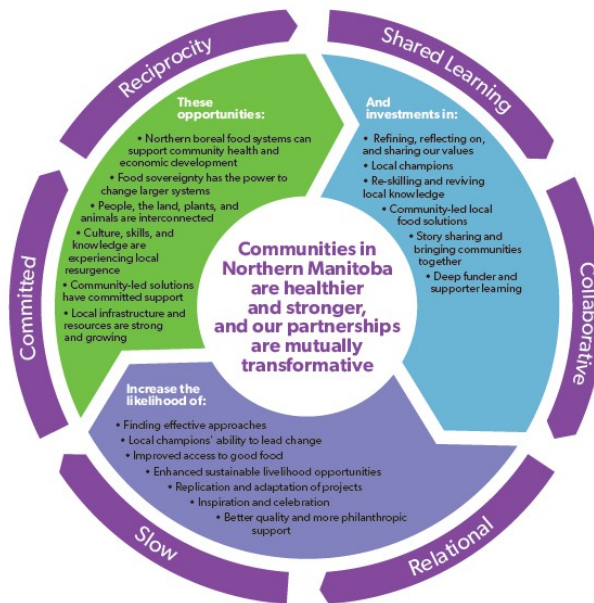 Reciprocity
Shared Learning
Collaborative
Relational
Slow
Committed
These
opportunities:
• Northern boreal food systems can
support community health and
economic development
• Food sovereignty has the power to
change larger systems
• People, the land, plants, and
animals are interconnected
• Culture, skills, and
knowledge are
experiencing local
resurgence
• Community-led solutions
have committed support
• Local infrastructure and
resources are strong
and growing
And
investments in:
• Refining, reflecting on,
and sharing our values
• Local champions
• Re-skilling and reviving
local knowledge
• Community-led local
food solutions
• Story sharing and
bringing communities
together
• Deep funder and
supporter learning
Communities in
Northern Manitoba
are healthier
and stronger,
and our partnerships
are mutually
transformative
Increase the
likelihood of:
• Finding effective approaches
• Local champions' ability to lead change
• Improved access to good food
• Enhanced sustainable livelihood opportunities
• Replication and adaptation of projects
• Inspiration and celebration
• Better quality and more philanthropic
support